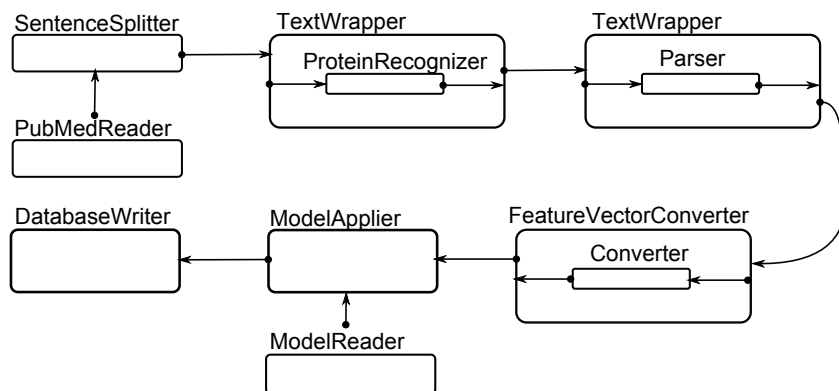 SentenceSplitter
TextWrapper
TextWrapper
ProteinRecognizer
Parser
PubMedReader
DatabaseWriter
ModelApplier
FeatureVectorConverter
Converter
ModelReader